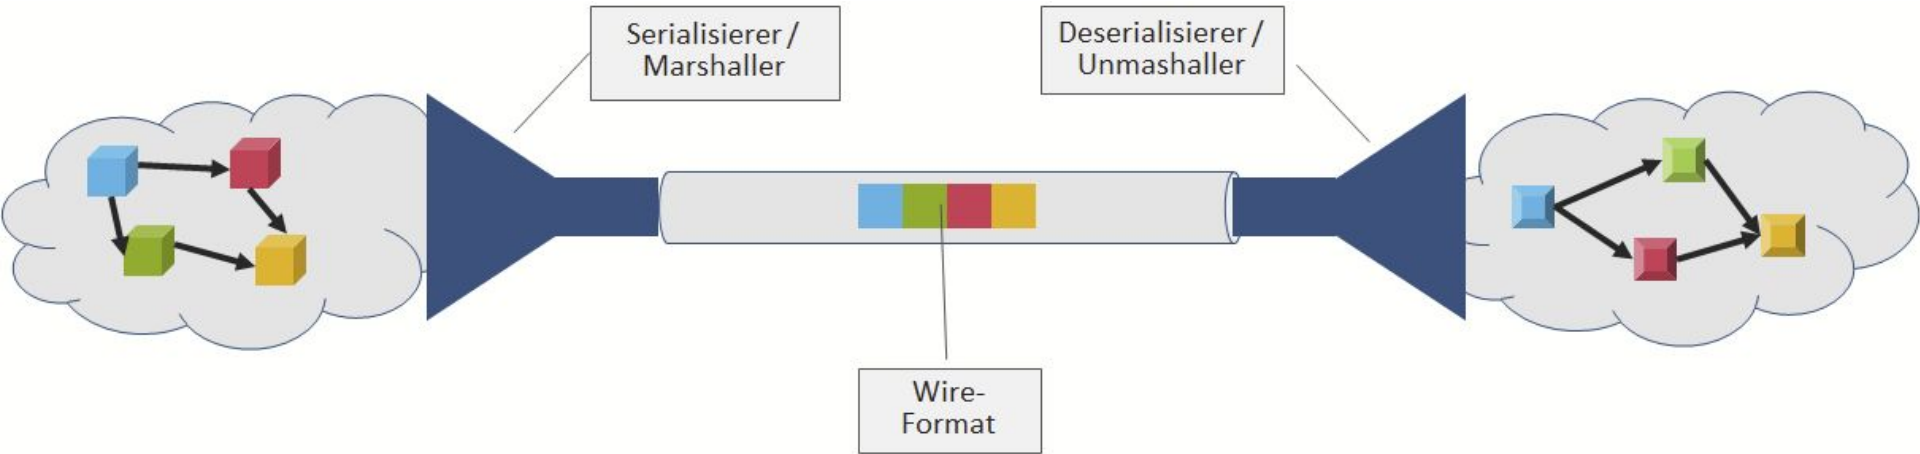 Serialisierer /
Marshaller
Deserialisierer /
Unmashaller
Wire-
Format